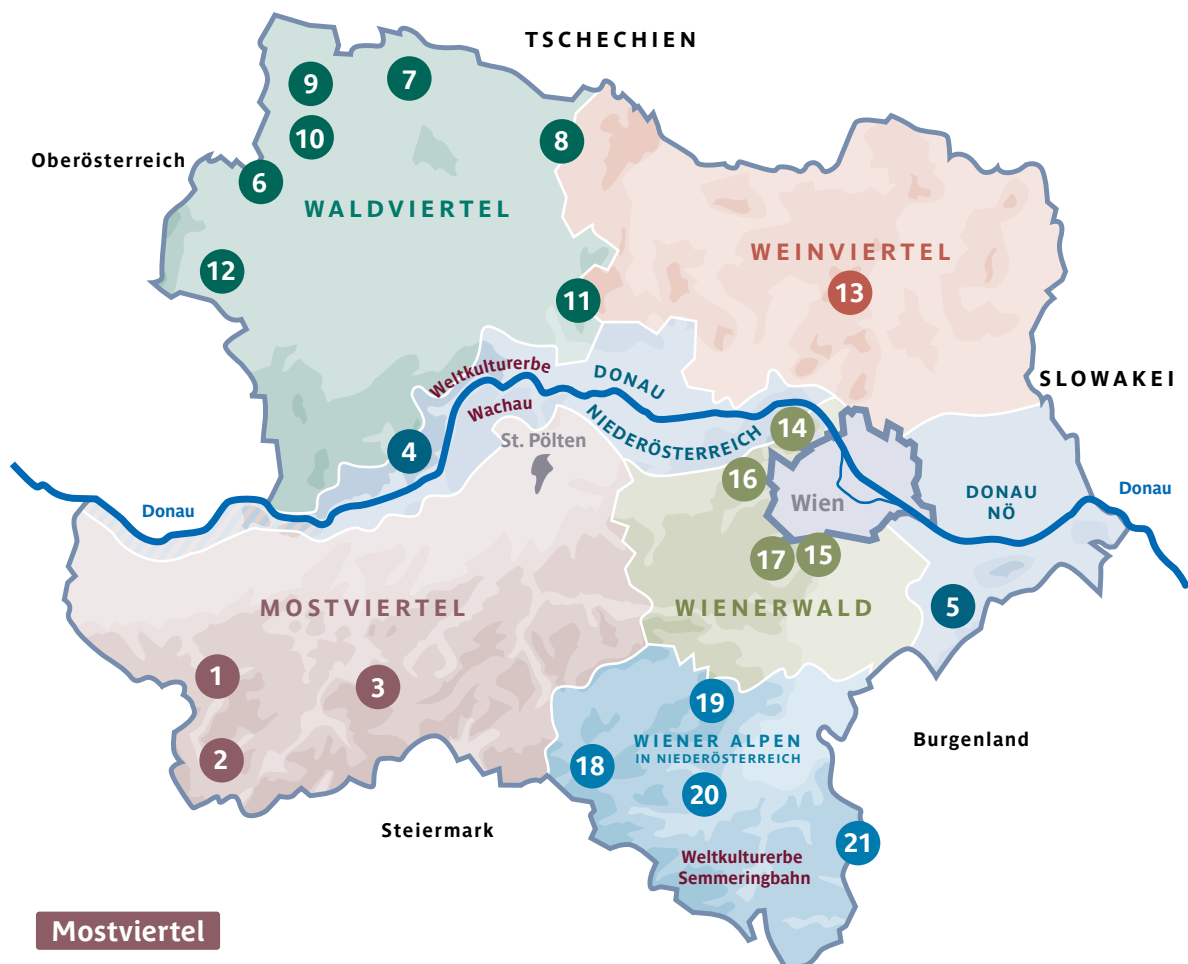 TSCHECHIEN
9
7
10
8
Oberösterreich
6
WALDVIERTEL
WEINVIERTEL
12
11
13
Weltkulturerbe
Wachau
DONAU
NIEDERÖSTERREICH
SLOWAKEI
4
St. Pölten
14
16
Wien
DONAU
NÖ
Donau
Donau
17
15
MOSTVIERTEL
WIENERWALD
5
1
3
2
19
WIENER ALPEN
IN NIEDERÖSTERREICH
18
20
Burgenland
Steiermark
21
Weltkulturerbe
Semmeringbahn
Mostviertel